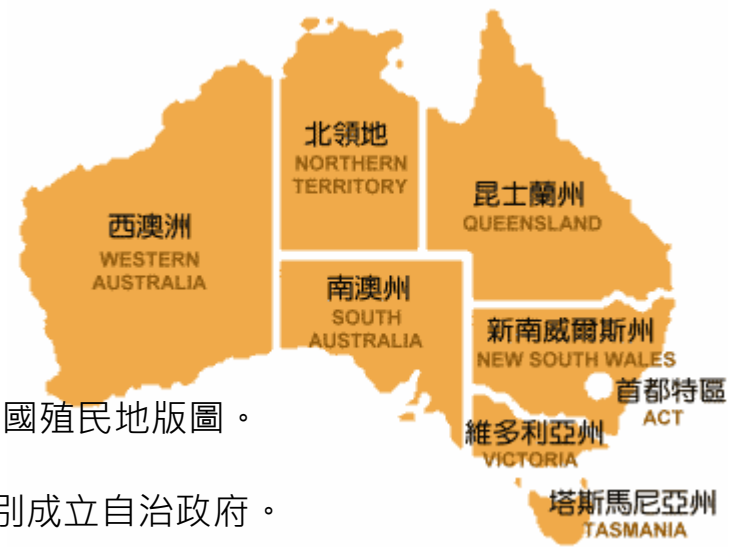 北領地
NORTHERN
TERRITORY
昆士蘭州
QUEENSLAND
西澳洲
WESTERN
AUSTRALIA
南澳州
SOUTH
AUSTRALIA
新南威爾斯州
NEW SOUTH WALES
首都特區
ACT
國殖民地版圖。
維多利亞州
VICTORIA
別成立自治政府。
塔斯馬尼亞州
TASMANIA